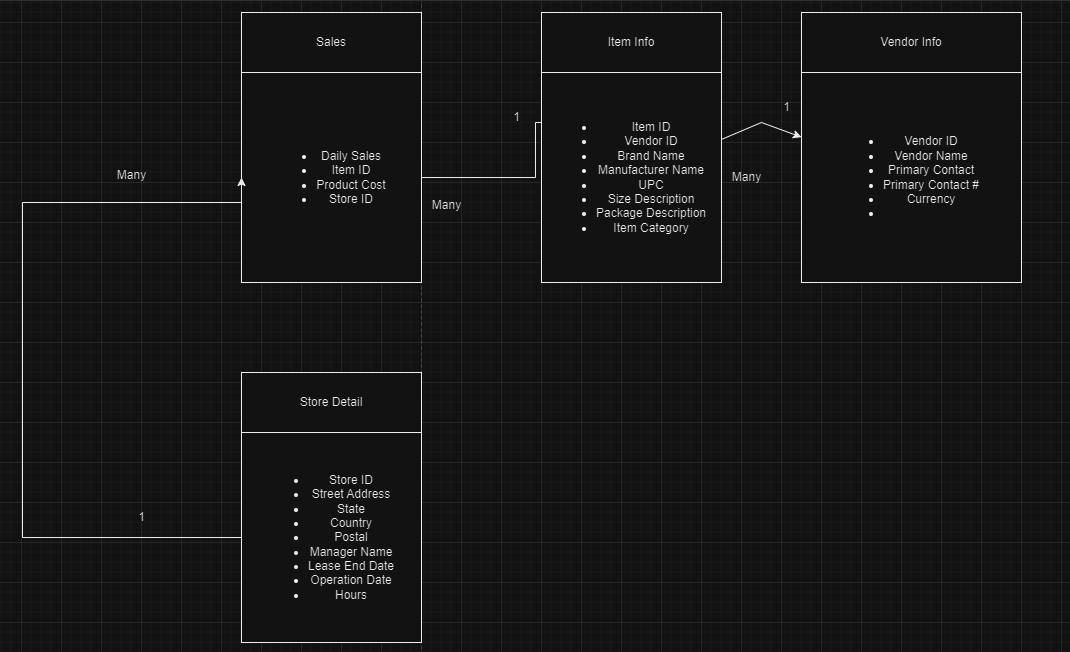 Sales
Daily Sales
Item ID
Product Cost
Store ID
Many
Many
1
Item Info
Item ID
Vendor ID
Brand Name
Manufacturer Name
UPC
Size Description
Package Description
Item Category
Many
1
Vendor Info
Vendor ID
Vendor Name
Primary Contact
Primary Contact #
Currency
Store Detail
Store ID
Street Address
State
Country
Postal
Manager Name
Lease End Date
Operation Date
Hours
1